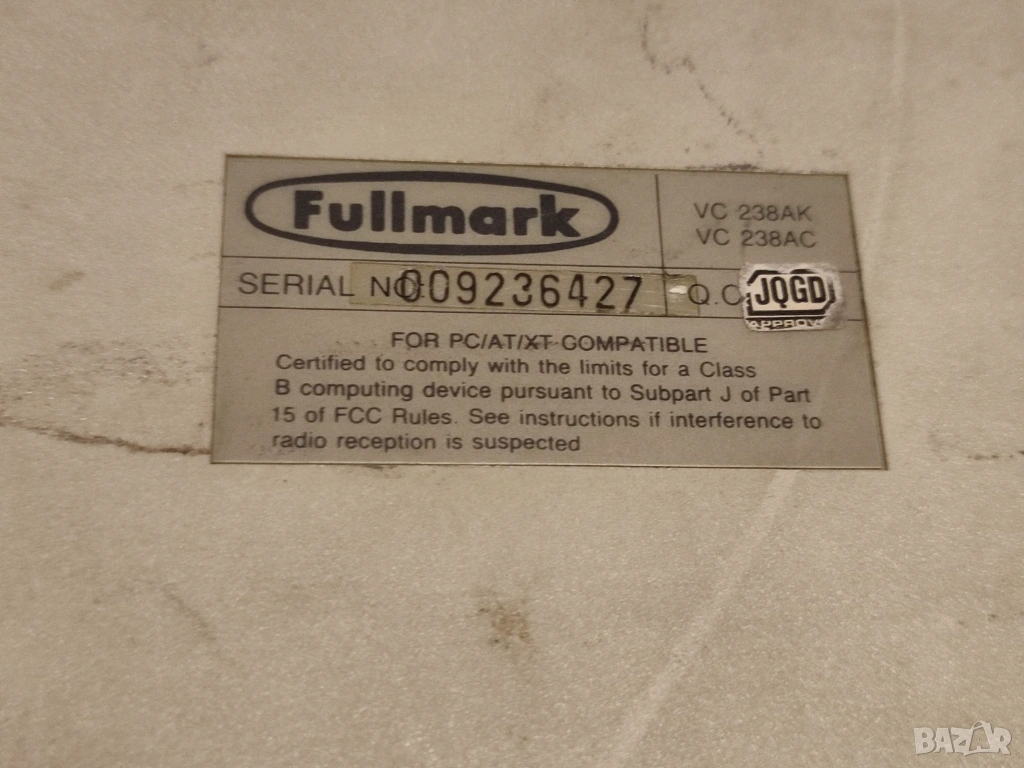 Fullmark
VC 238AK
VC 238AC
SERIAL NO 009236427 Q.C
JQGD
APPROV
FOR PC/AT/XT COMPATIBLE
Certified to comply with the limits for a Class
B computing device pursuant to Subpart J of Part
15 of FCC Rules. See instructions if interference to
radio reception is suspected
BAZAR